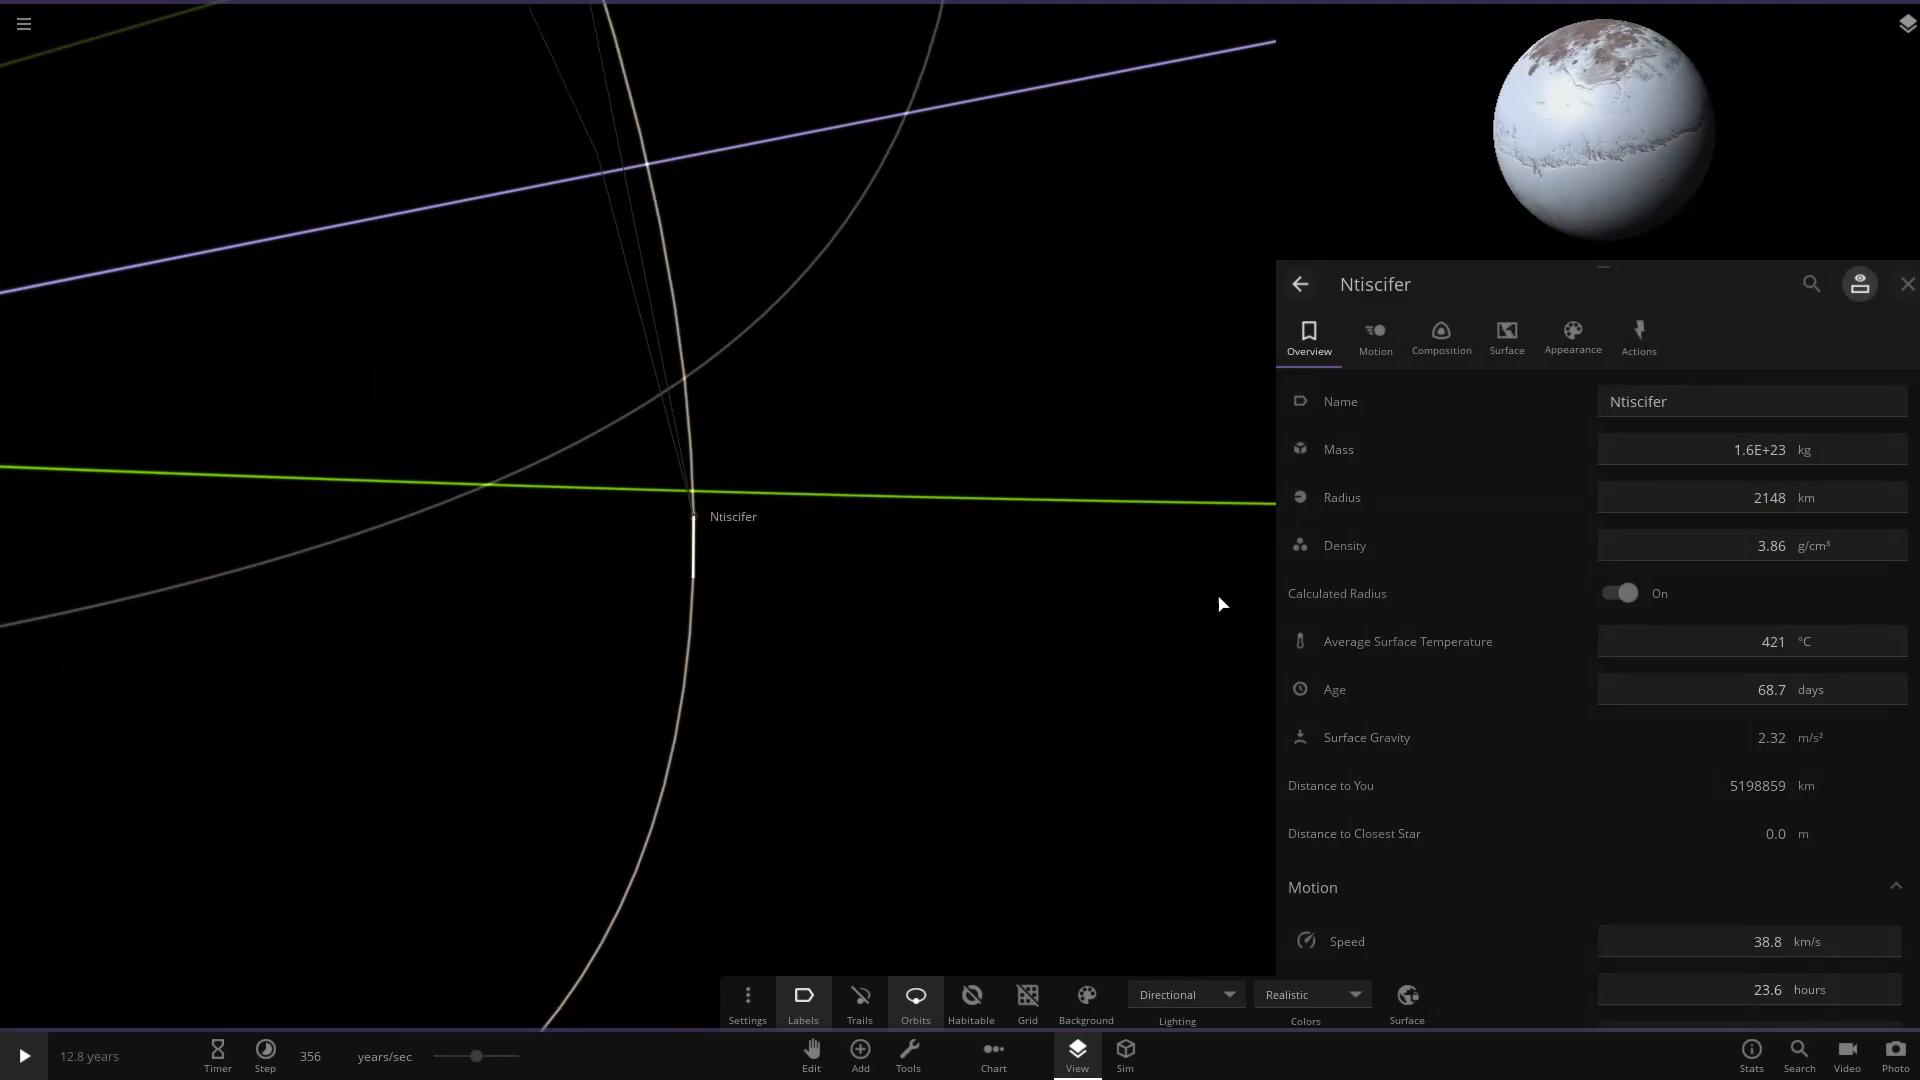 Ntiscifer
Overview
Motion
Composition
Surface
Appearance
Actions
Name
Ntiscifer
Mass
1.6E+23 kg
Radius
2148 km
Density
3.86 g/cm³
Calculated Radius
On
Average Surface Temperature
421 °C
Age
68.7 days
Surface Gravity
2.32 m/s²
Distance to You
5198859 km
Distance to Closest Star
0.0 m
Motion
Speed
38.8 km/s
23.6 hours
Ntiscifer
Settings
Labels
Trails
Orbits
Habitable
Grid
Background
Directional
Lighting
Realistic
Colors
Surface
12.8 years
Timer
Step
356 years/sec
Edit
Add
Tools
Chart
View
Sim
Stats
Search
Video
Photo